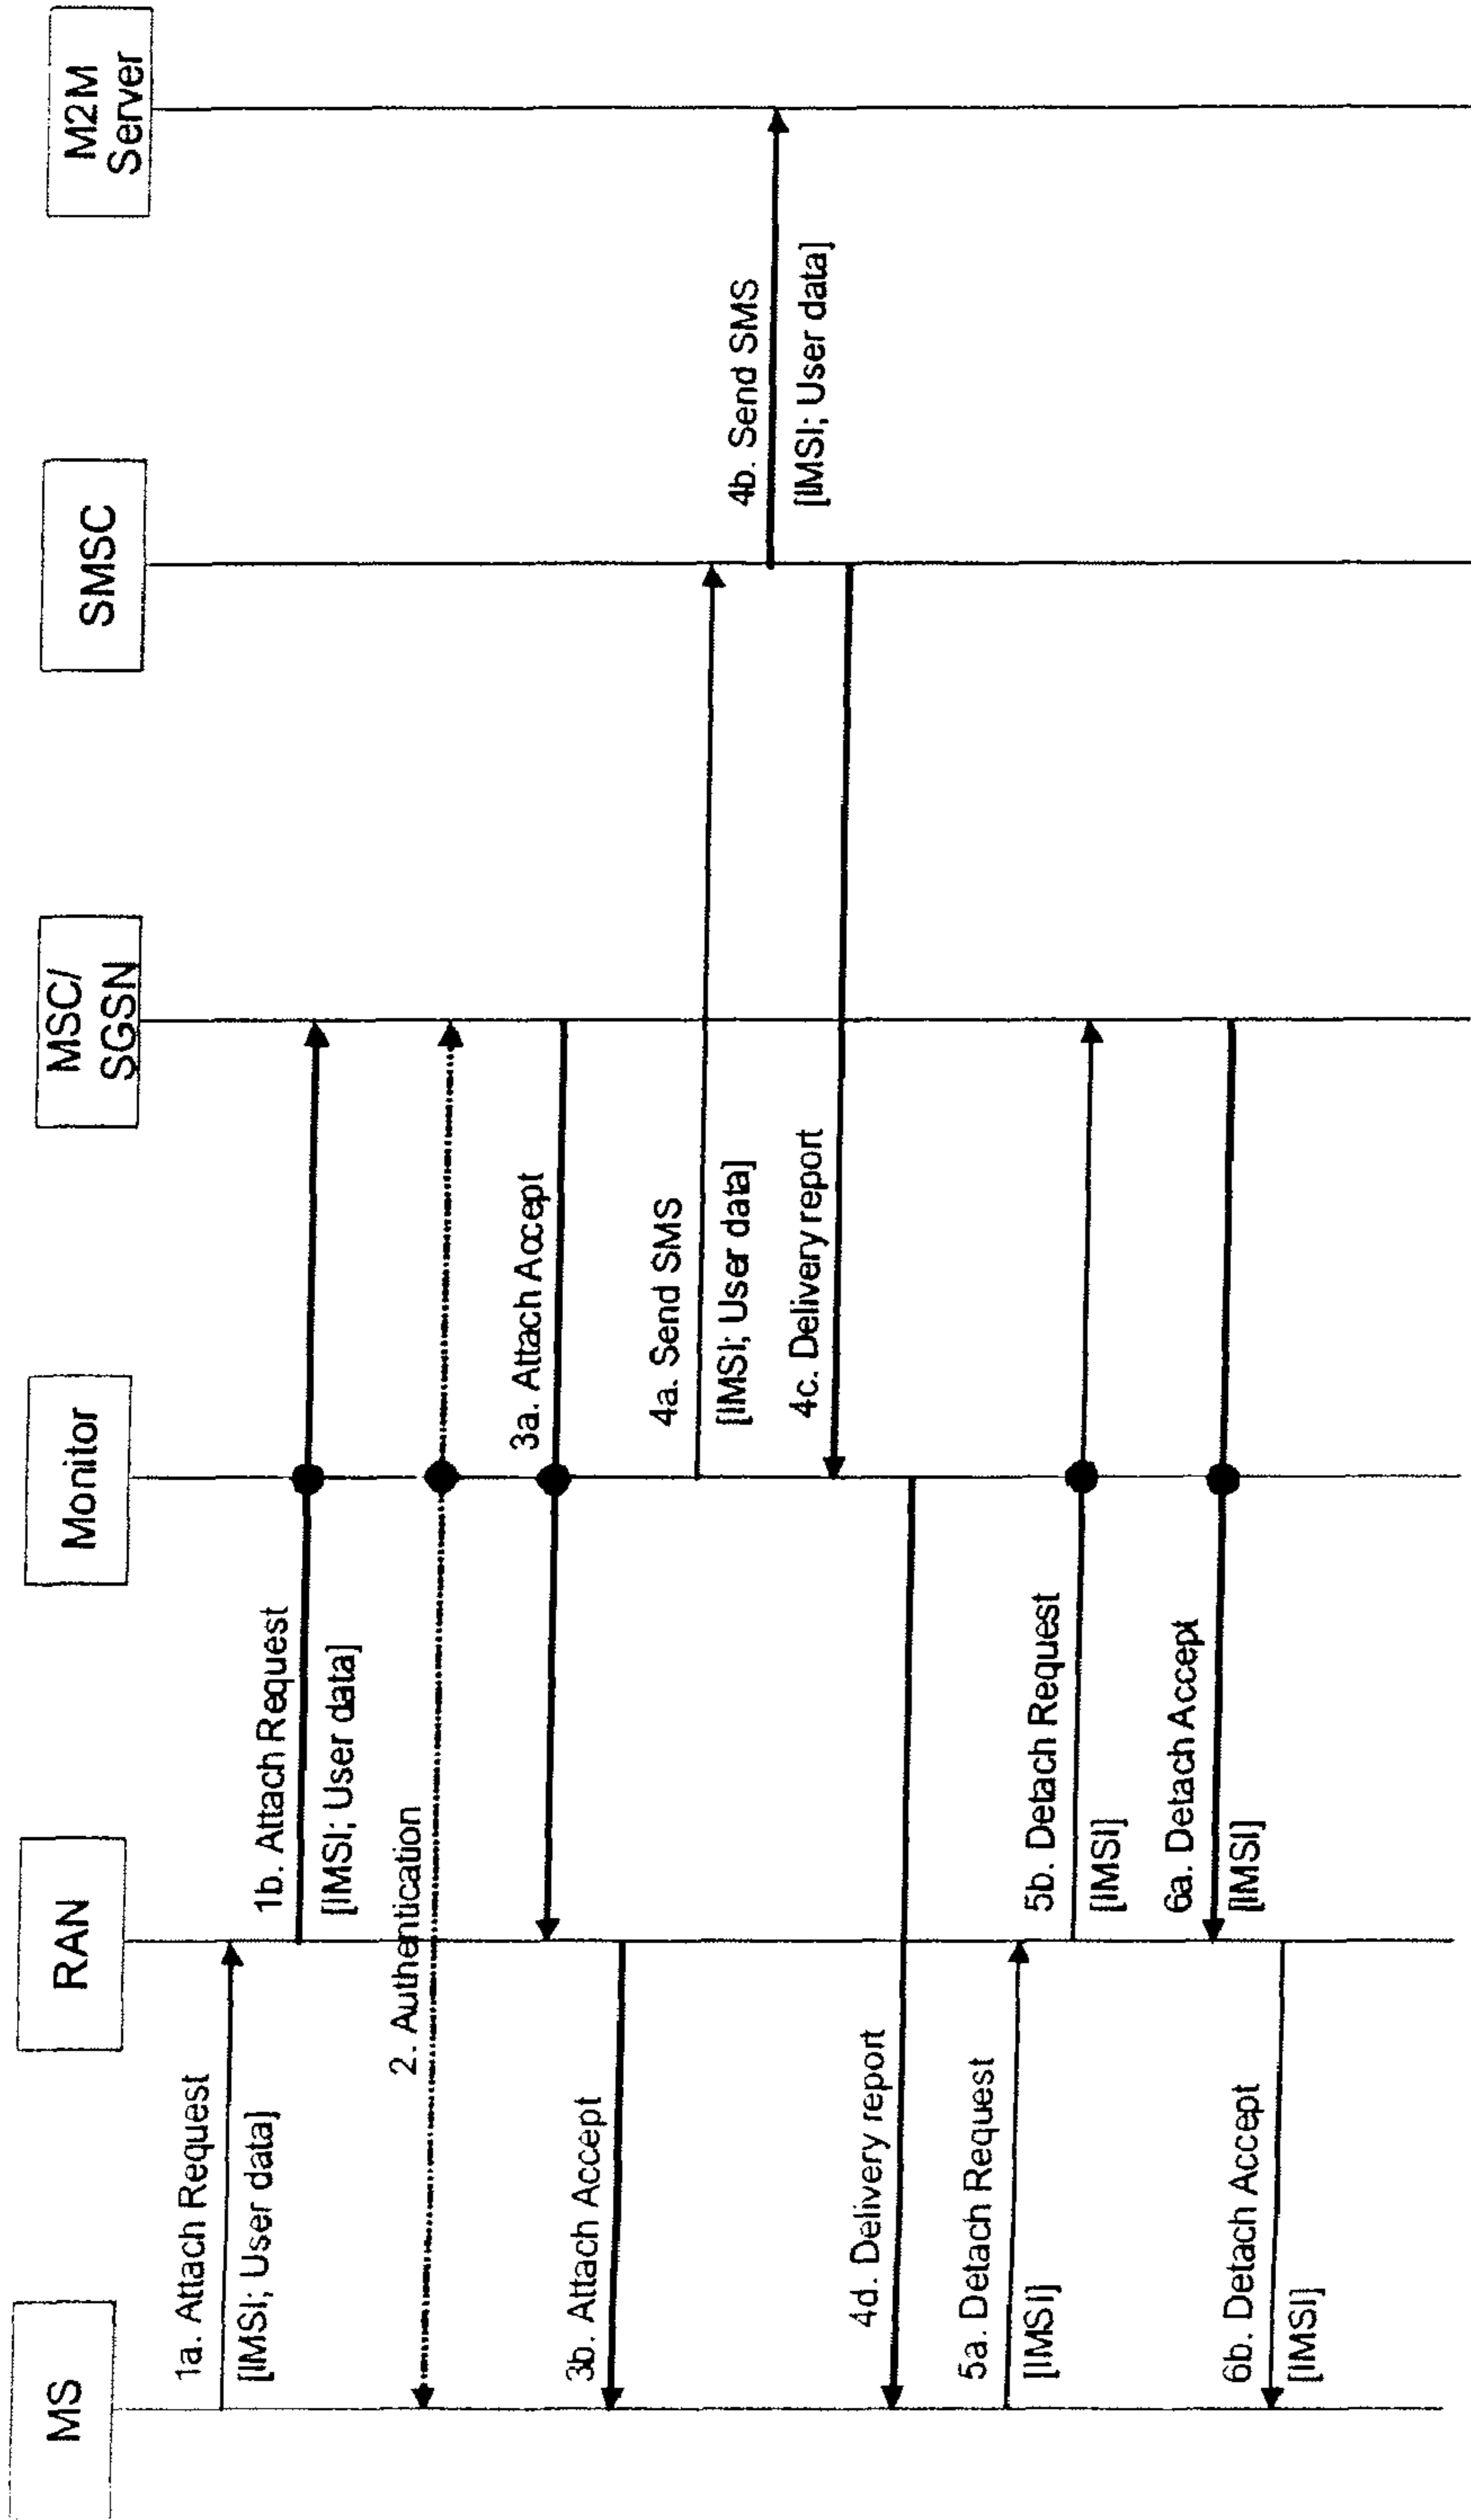 MS
RAN
Monitor
MSC/
SGSN
SMSC
M2M
Server
1a. Attach Request
[IMSI; User data]
1b. Attach Request
[IMSI; User data]
2. Authentication
3a. Attach Accept
3b. Attach Accept
4a. Send SMS
[IMSI; User data]
4b. Send SMS
[IMSI; User data]
4c. Delivery report
4d. Delivery report
5a. Detach Request
[IMSI]
5b. Detach Request
[IMSI]
6a. Detach Accept
[IMSI]
6b. Detach Accept
[IMSI]